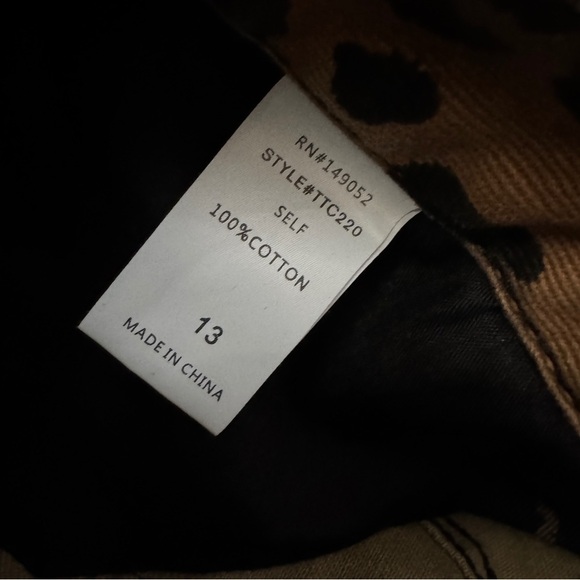 RN#149052
STYLE#TTC220
SELF
100%COTTON
13
MADE IN CHINA